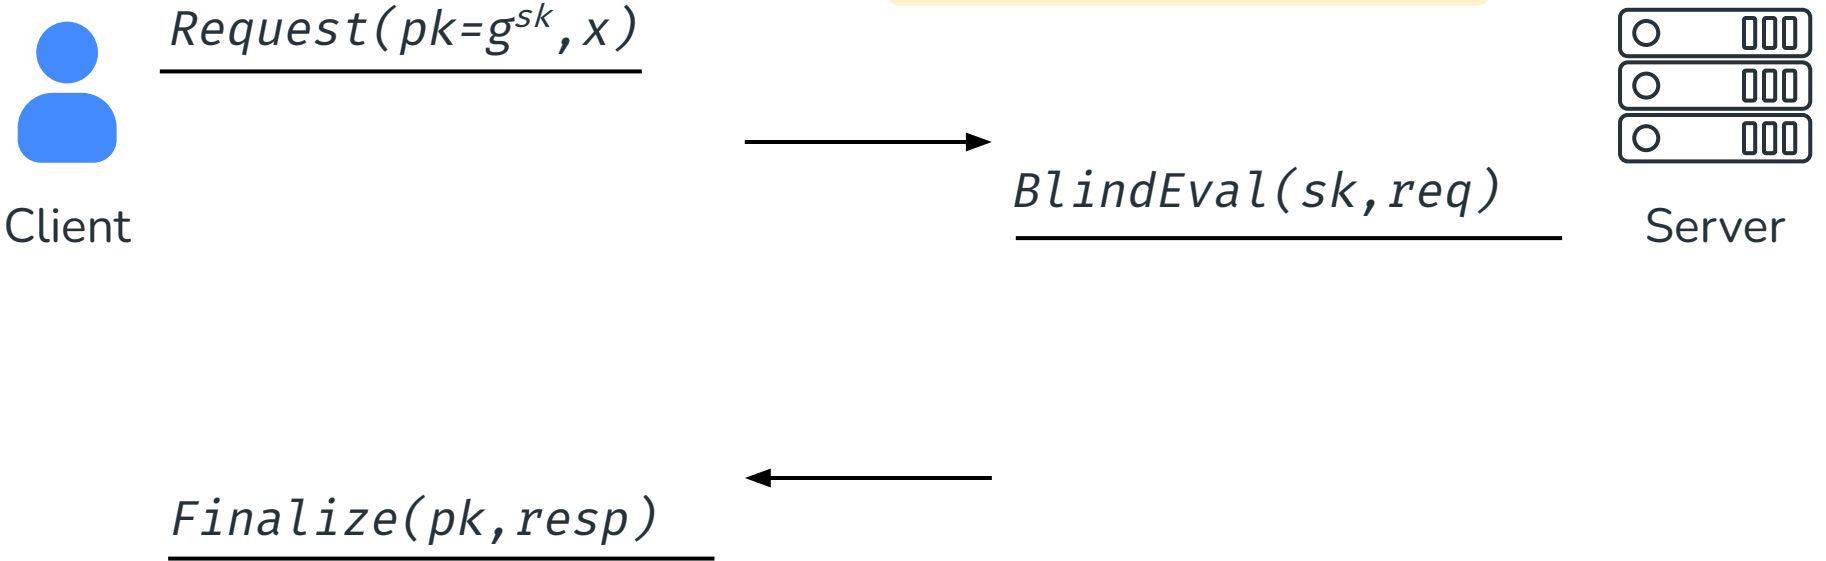 Request(pk=g^sk,x)
BlindEval(sk,req)
Client
Server
Finalize(pk,resp)